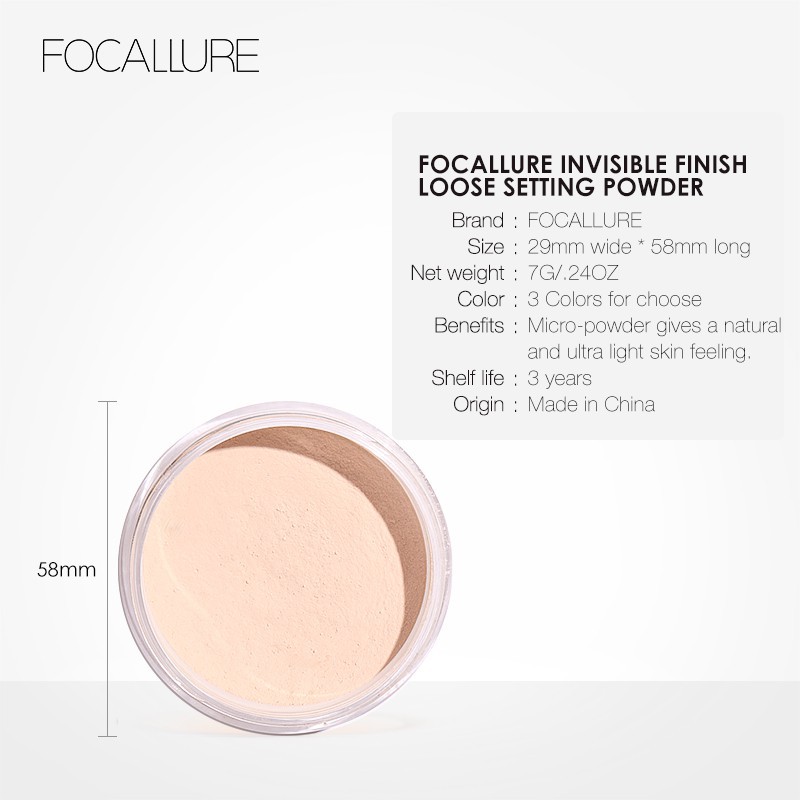 FOCALLURE
FOCALLURE INVISIBLE FINISH
LOOSE SETTING POWDER
Brand : FOCALLURE
Size : 29mm wide * 58mm long
Net weight : 7G/.24OZ
Color : 3 Colors for choose
Benefits : Micro-powder gives a natural
and ultra light skin feeling.
Shelf life : 3 years
Origin : Made in China
58mm